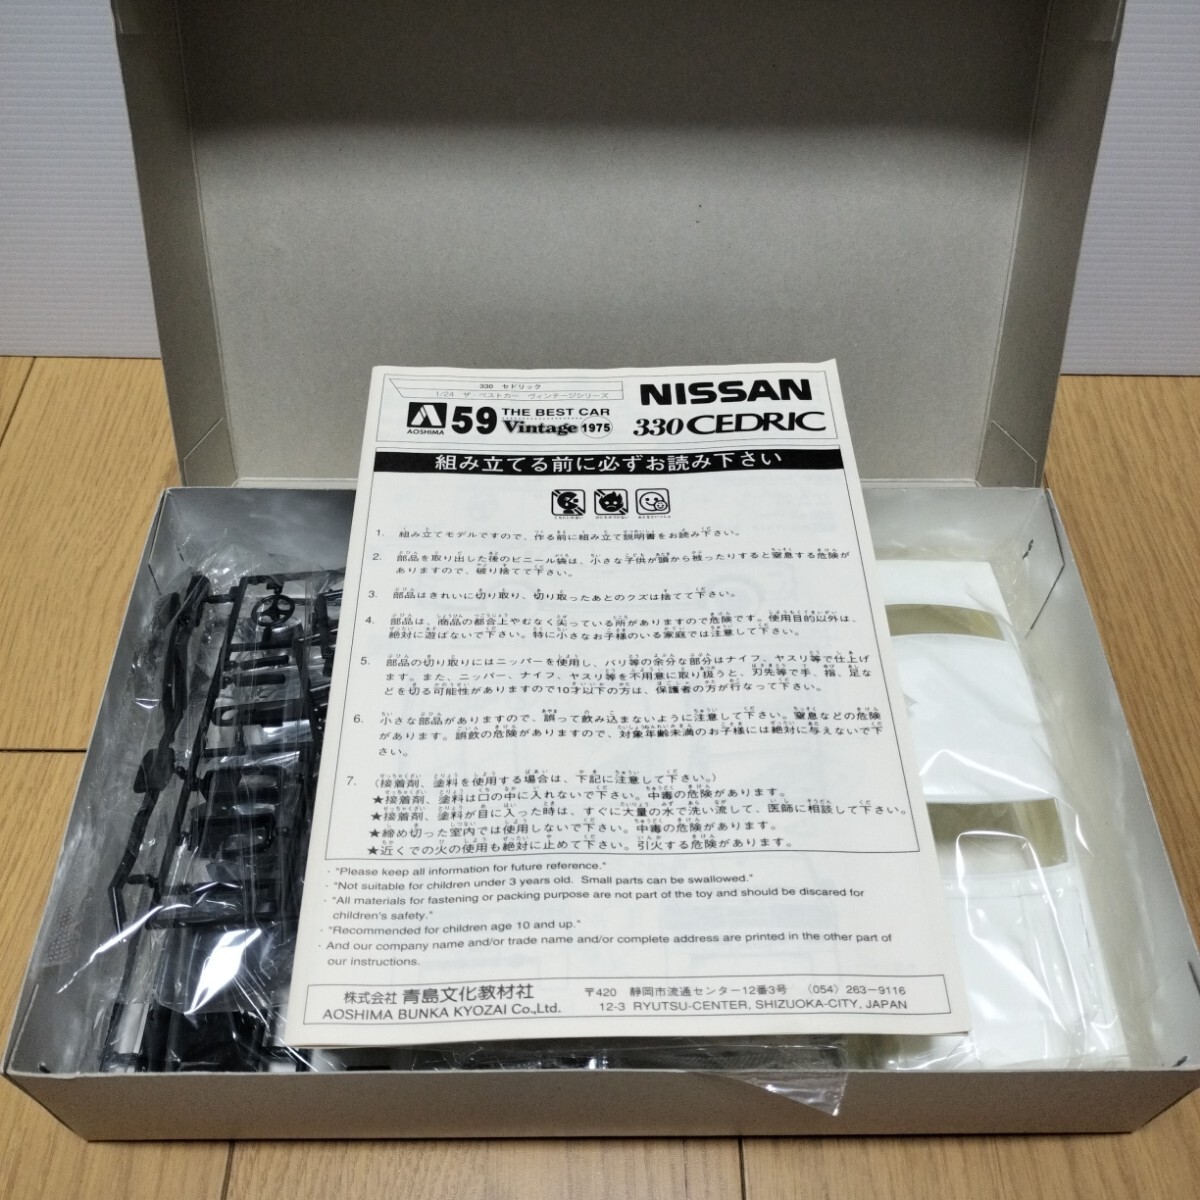 330 セドリック
1/24 ザ・ベストカー ヴィンテージシリーズ
AOSHIMA 59 THE BEST CAR
Vintage 1975
NISSAN
330 CEDRIC
組み立てる前に必ずお読み下さい
1. 組み立てモデルですので、作る前に組み立て説明書をお読み下さい。
2. 部品を取り出した後のビニール袋は、小さな子供が頭から被ったりすると窒息する危険が
ありますので、破り捨てて下さい。
3. 部品はきれいに切り取り、切り取ったあとのクズは捨てて下さい。
4. 部品は、商品の都合上やむなく尖っている所がありますので危険です。使用目的以外は、
絶対に遊ばないで下さい。特に小さなお子様のいる家庭では注意して下さい。
5. 部品の切り取りにはニッパーを使用し、バリ等の余分な部分はナイフ、ヤスリ等で仕上げ
ます。また、ニッパー、ナイフ、ヤスリ等を不用意に取り扱うと、刃先等で手、指、足な
どを切る可能性がありますので10才以下の方は、保護者の方が行なって下さい。
6. 小さな部品がありますので、誤って飲み込まないように注意して下さい。窒息などの危険
があります。誤飲の危険がありますので、対象年齢未満のお子様には絶対に与えないで下
さい。
7. (接着剤、塗料を使用する場合は、下記に注意して下さい。)
★接着剤、塗料は口の中に入れないで下さい。中毒の危険があります。
★接着剤、塗料が目に入った時は、すぐに大量の水で洗い流して、医師に相談して下さい。
★締め切った室内では使用しないで下さい。中毒の危険があります。
★近くでの火の使用も絶対に止めて下さい。引火する危険があります。
· "Please keep all information for future reference."
· "Not suitable for children under 3 years old. Small parts can be swallowed."
· "All materials for fastening or packing purpose are not part of the toy and should be discared for
children's safety."
· "Recommended for children age 10 and up."
· And our company name and/or trade name and/or complete address are printed in the other part of
our instructions.
株式会社 青島文化教材社
AOSHIMA BUNKA KYOZAI Co.,Ltd.
〒420 静岡市流通センター12番3号 (054) 263-9116
12-3 RYUTSU-CENTER, SHIZUOKA-CITY, JAPAN